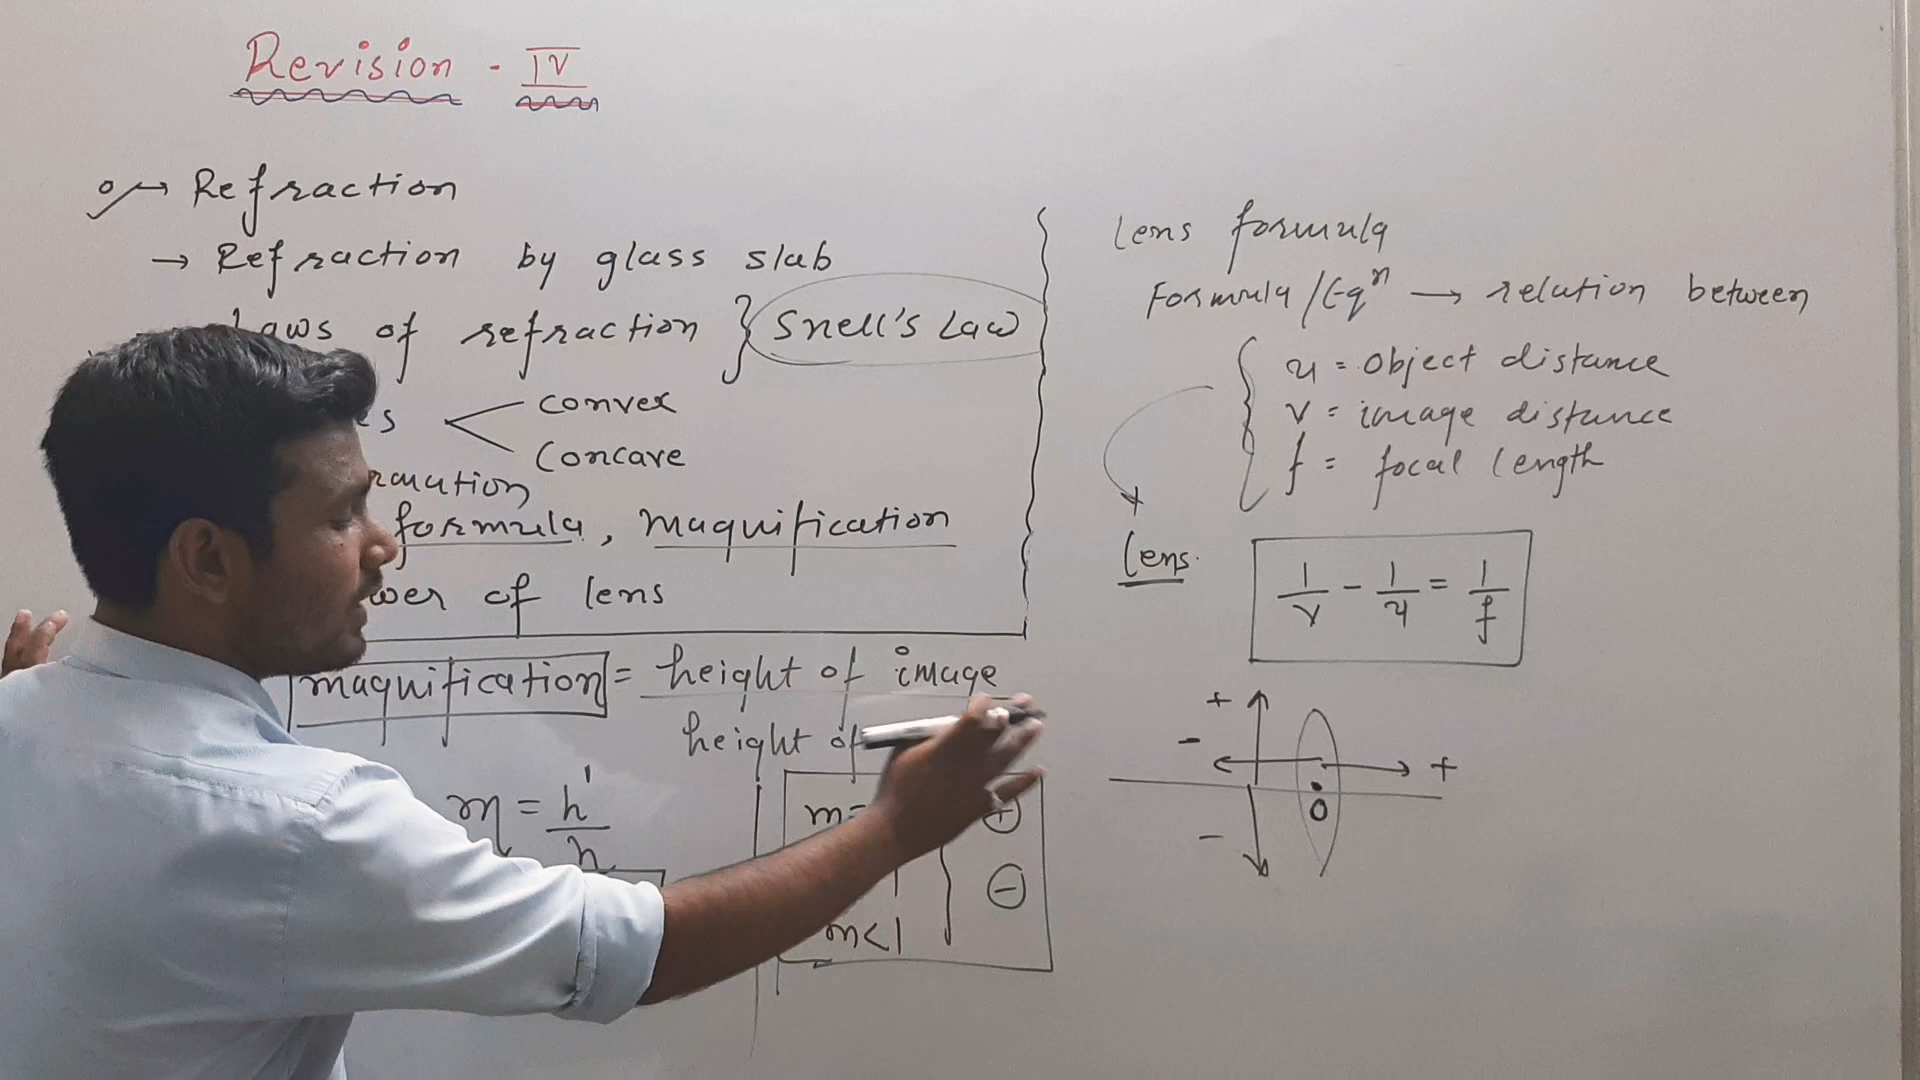 Revision - IV
Refraction
→ Refraction by glass slab
Laws of refraction } Snell's Law
convex
Concave
formula, magnification
of lens
magnification = height of image
height of
m = h'
h
m=
+
−
m<1
Lens formula
Formula/Eqⁿ → relation between
u = object distance
v = image distance
f = focal length
Lens.
1/v - 1/u = 1/f
+
-
+
O
-